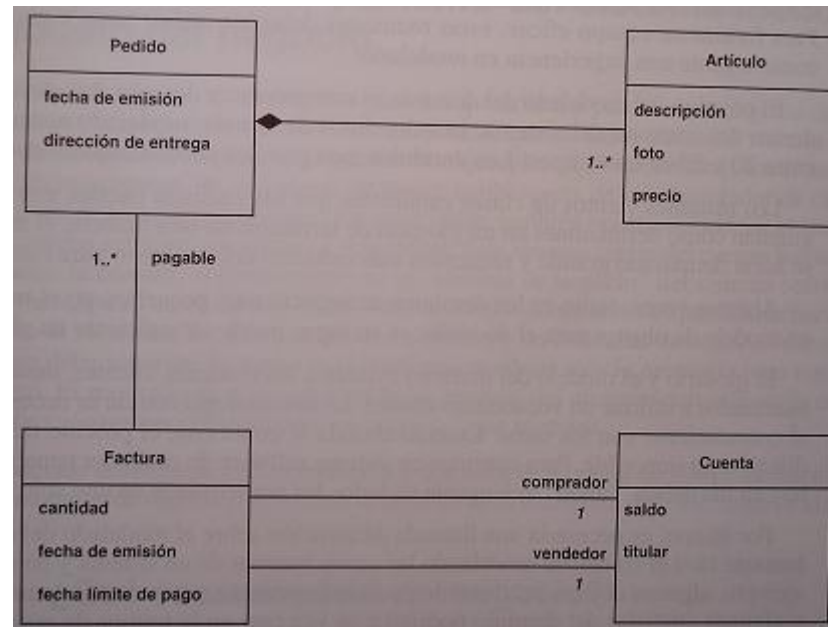 Pedido
fecha de emisión
dirección de entrega
Artículo
descripción
foto
precio
1..*
1..*
pagable
Factura
cantidad
fecha de emisión
fecha límite de pago
comprador
1
vendedor
1
Cuenta
saldo
titular